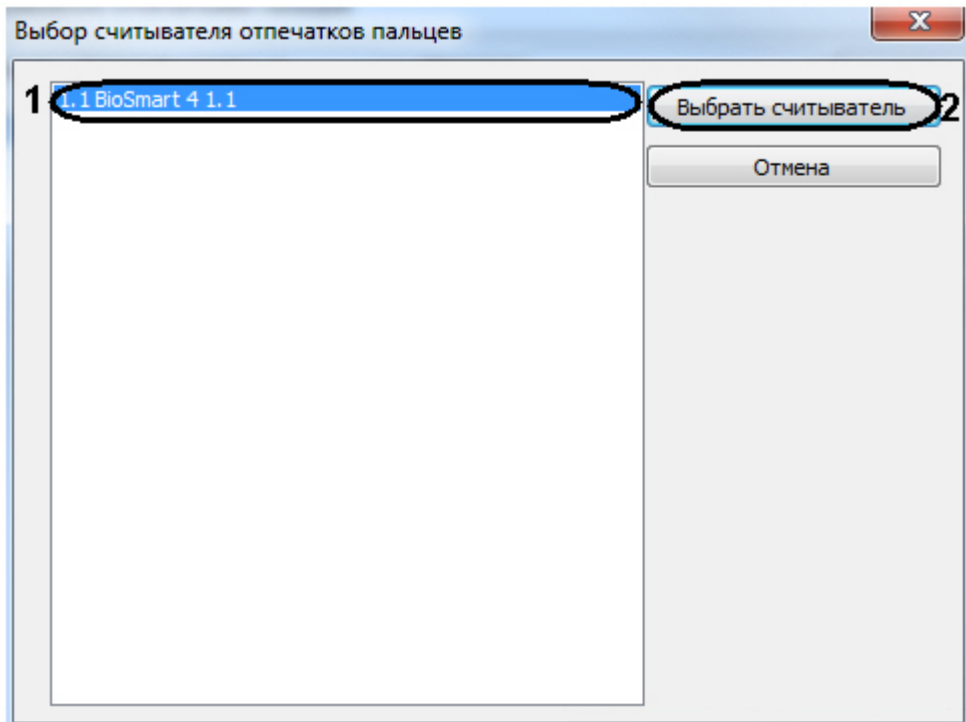 Выбор считывателя отпечатков пальцев
1 1.1 BioSmart 4 1.1
Выбрать считыватель 2
Отмена